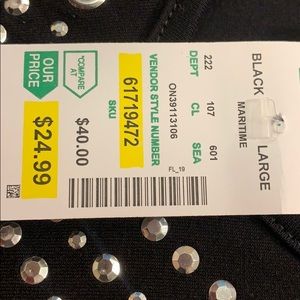 BLACK LARGE
MARITIME
222 107 601
DEPT CL SEA
ON39113106
VENDOR STYLE NUMBER
FL_19
61719472
SKU
*COMPARE AT
$40.00
OUR PRICE
$24.99